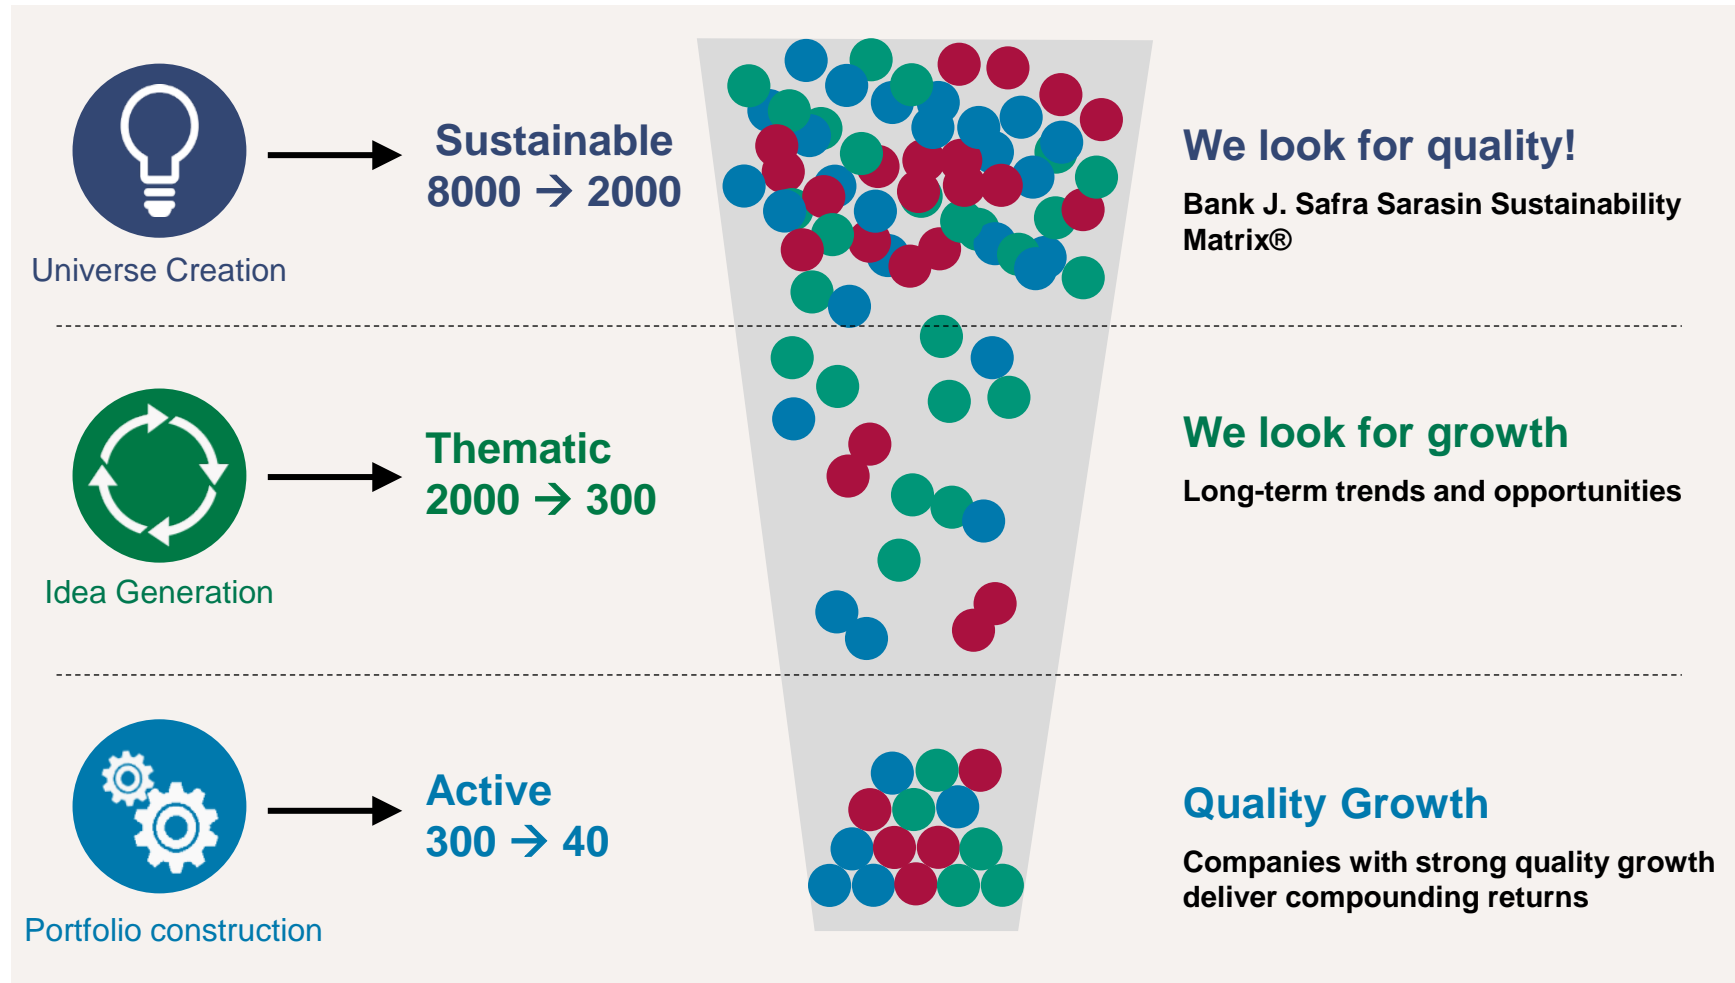 Sustainable
8000 → 2000
We look for quality!
Bank J. Safra Sarasin Sustainability
Matrix®
Universe Creation
Thematic
2000 → 300
We look for growth
Long-term trends and opportunities
Idea Generation
Active
300 → 40
Quality Growth
Companies with strong quality growth
deliver compounding returns
Portfolio construction